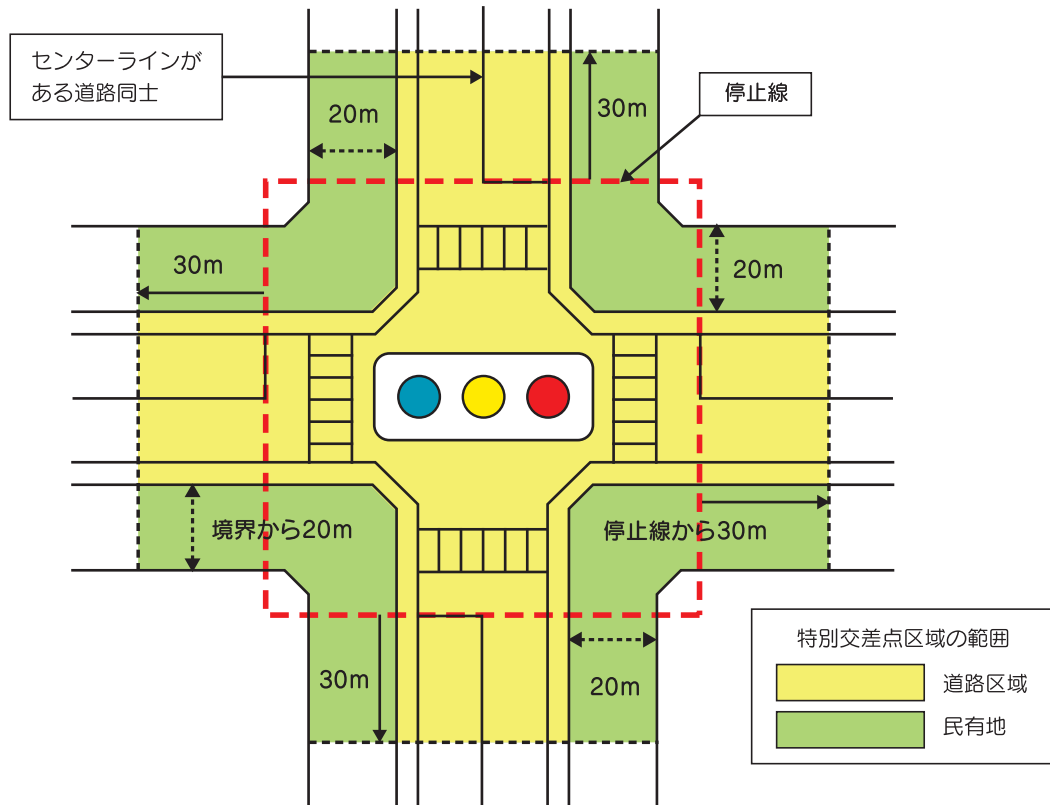 センターラインが
ある道路同士
停止線
20m
30m
30m
20m
境界から20m
停止線から30m
30m
20m
特別交差点区域の範囲
道路区域
民有地